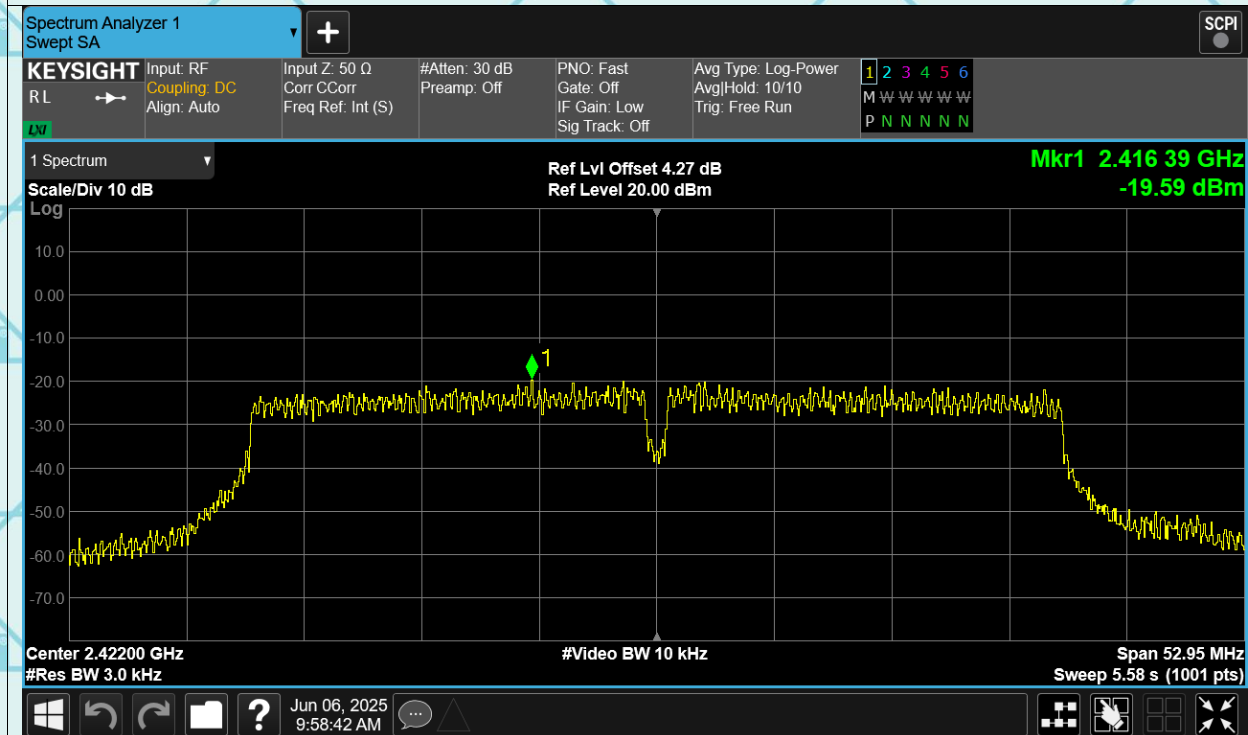 Spectrum Analyzer 1
Swept SA
+
SCPI
KEYSIGHT
RL
LXI
Input: RF
Coupling: DC
Align: Auto
Input Z: 50 Ω
Corr CCorr
Freq Ref: Int (S)
#Atten: 30 dB
Preamp: Off
PNO: Fast
Gate: Off
IF Gain: Low
Sig Track: Off
Avg Type: Log-Power
Avg|Hold: 10/10
Trig: Free Run
1 2 3 4 5 6
M W W W W W
P N N N N N
1 Spectrum
Scale/Div 10 dB
Log
Ref Lvl Offset 4.27 dB
Ref Level 20.00 dBm
Mkr1 2.416 39 GHz
-19.59 dBm
10.0
0.00
-10.0
1
-20.0
-30.0
-40.0
-50.0
-60.0
-70.0
Center 2.42200 GHz
#Res BW 3.0 kHz
#Video BW 10 kHz
Span 52.95 MHz
Sweep 5.58 s (1001 pts)
?
Jun 06, 2025
9:58:42 AM